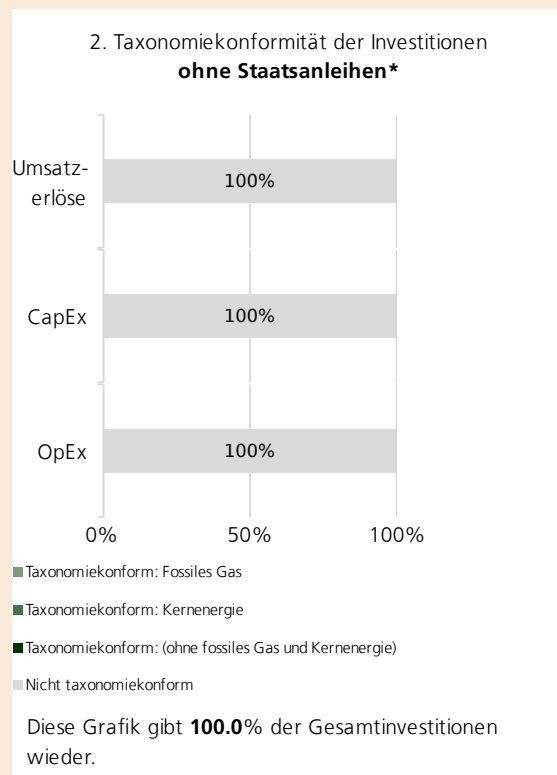 2. Taxonomiekonformität der Investitionen
ohne Staatsanleihen*
Umsatz-
erlöse
100%
CapEx
100%
OpEx
100%
0%
50%
100%
Taxonomiekonform: Fossiles Gas
Taxonomiekonform: Kernenergie
Taxonomiekonform: (ohne fossiles Gas und Kernenergie)
Nicht taxonomiekonform
Diese Grafik gibt 100.0% der Gesamtinvestitionen
wieder.